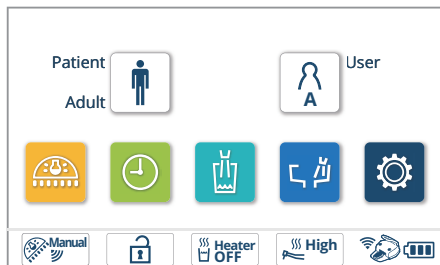 Patient
User
Adult
A
Manual
Heater
OFF
High